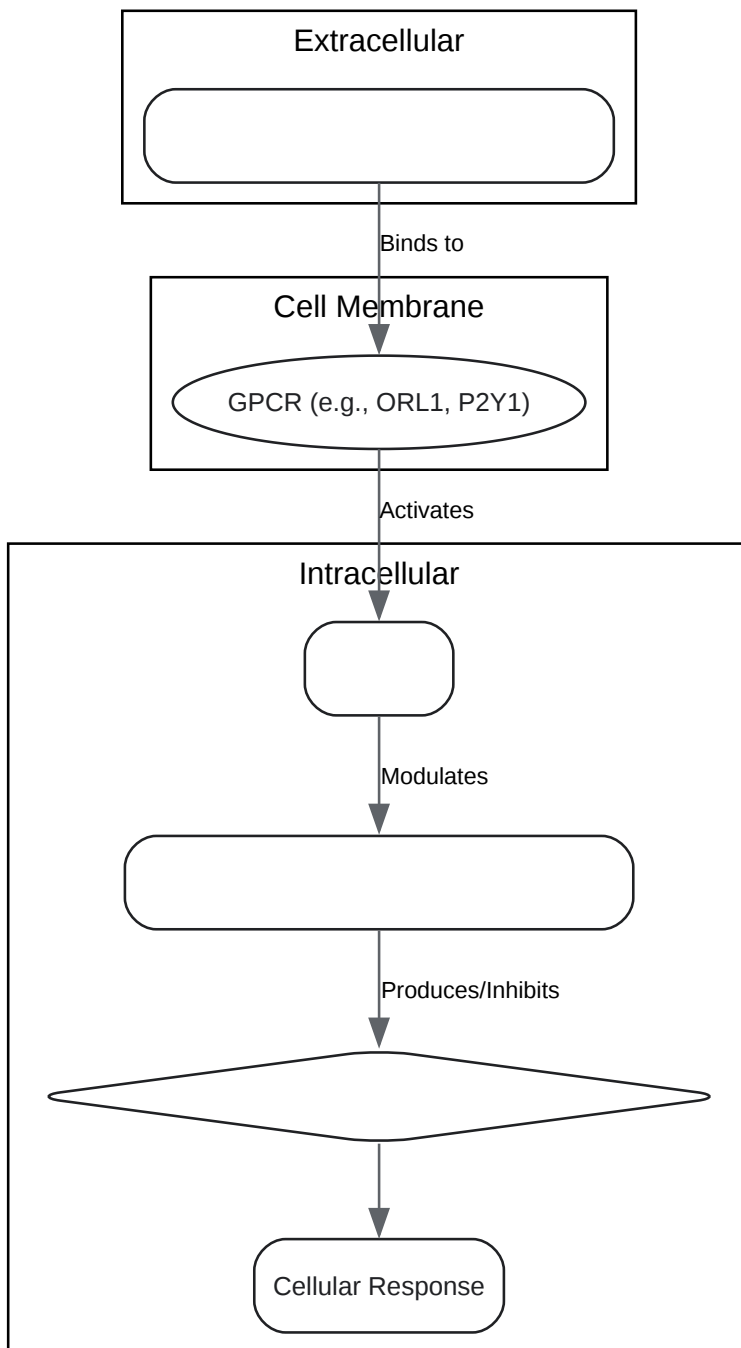 Extracellular
Binds to
Cell Membrane
GPCR (e.g., ORL1, P2Y1)
Activates
Intracellular
Modulates
Produces/Inhibits
Cellular Response